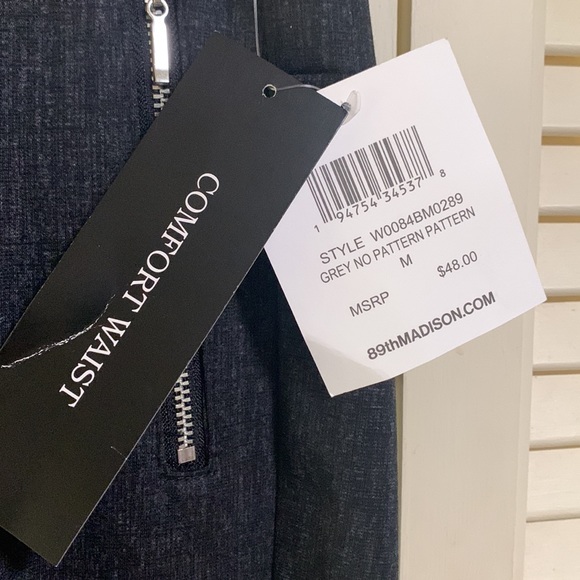 COMFORT WAIST
1 94754 34537 8
STYLE W0084BM0289
GREY NO PATTERN PATTERN
M
MSRP $48.00
89thMADISON.COM